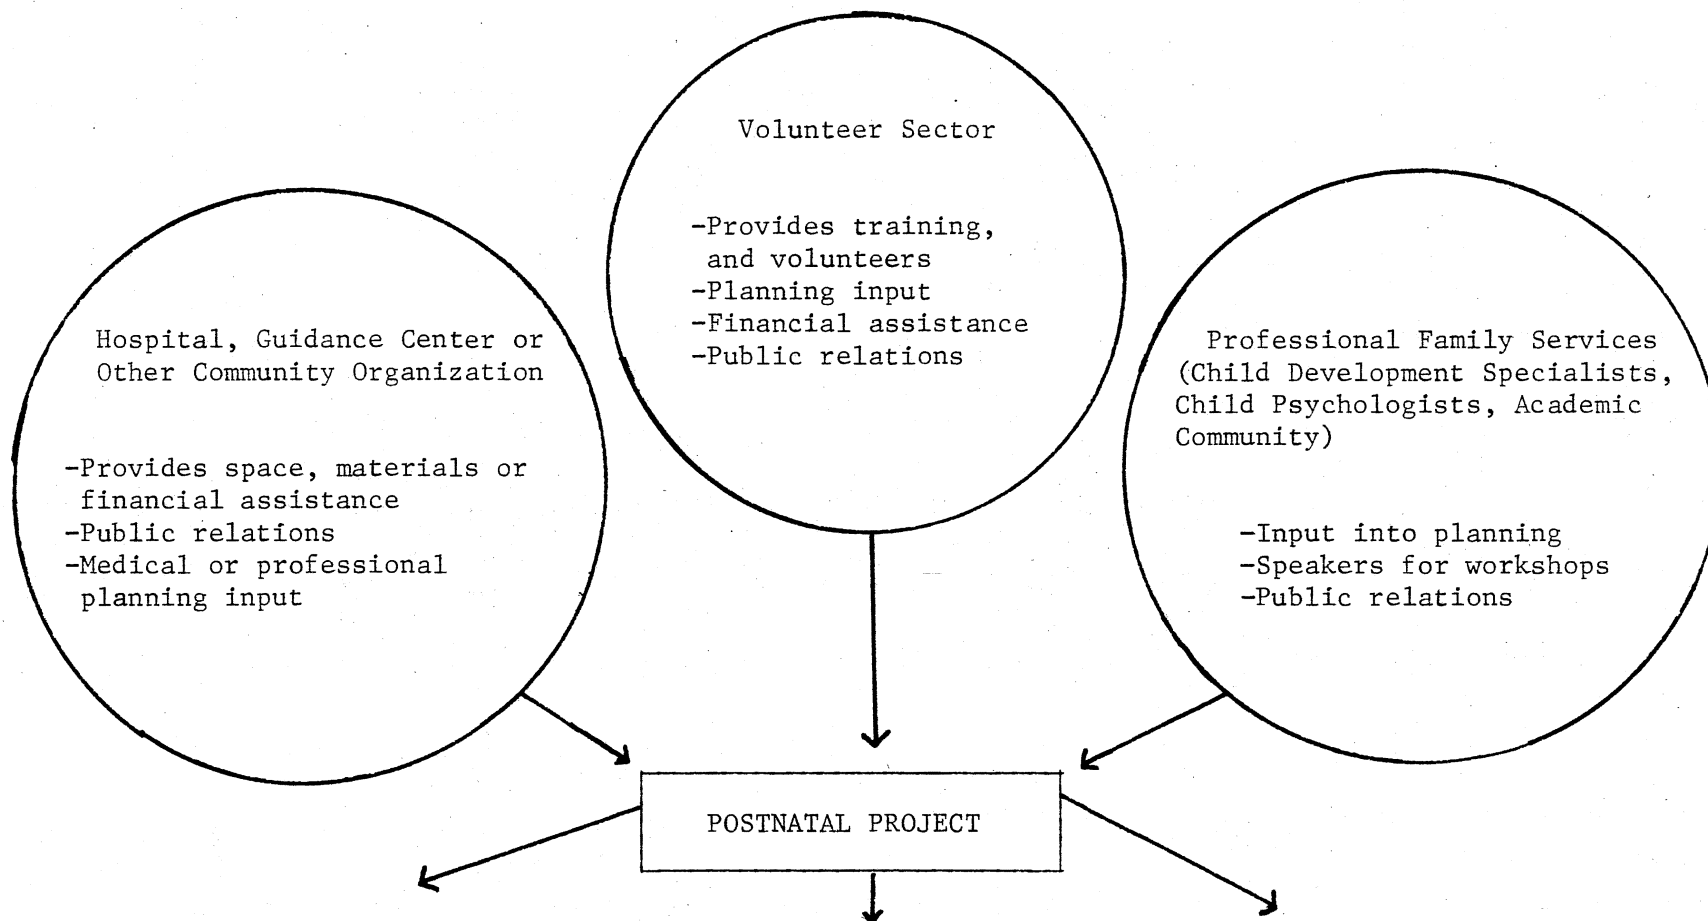 Volunteer Sector
-Provides training,
and volunteers
-Planning input
-Financial assistance
-Public relations
Hospital, Guidance Center or
Other Community Organization
-Provides space, materials or
financial assistance
-Public relations
-Medical or professional
planning input
Professional Family Services
(Child Development Specialists,
Child Psychologists, Academic
Community)
-Input into planning
-Speakers for workshops
-Public relations
POSTNATAL PROJECT